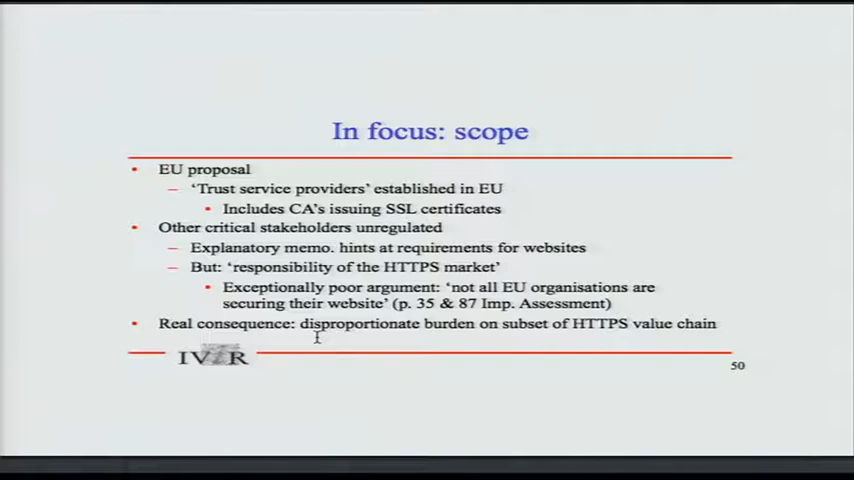 In focus: scope
• EU proposal
– ‘Trust service providers’ established in EU
• Includes CA's issuing SSL certificates
• Other critical stakeholders unregulated
– Explanatory memo. hints at requirements for websites
– But: ‘responsibility of the HTTPS market’
• Exceptionally poor argument: ‘not all EU organisations are
securing their website’ (p. 35 & 87 Imp. Assessment)
• Real consequence: disproportionate burden on subset of HTTPS value chain
IViR
50